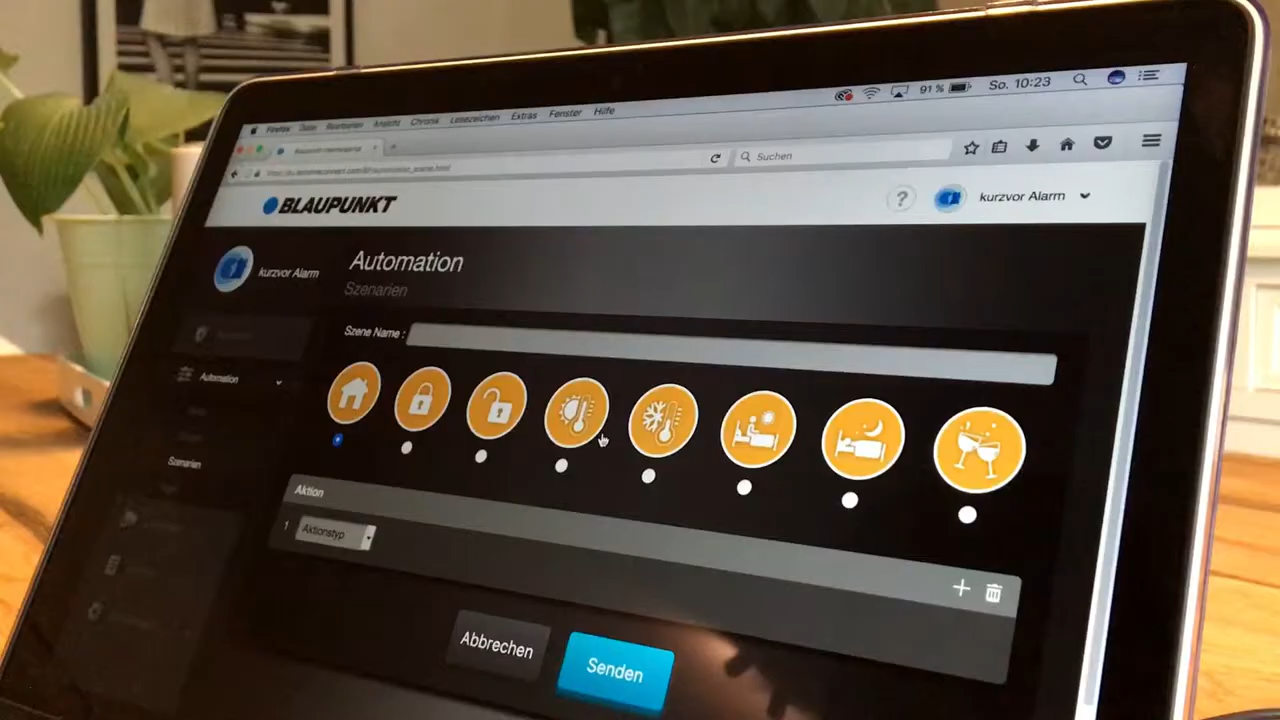 Firefox Datei Bearbeiten Ansicht Chronik Lesezeichen Extras Fenster Hilfe 91 % So. 10:23
Suchen
BLAUPUNKT ? kurzvor Alarm
kurzvor Alarm
Automation
Szenarien
Szene Name :
Automation
Szenarien
Aktion
1 Aktionstyp
+
Abbrechen Senden